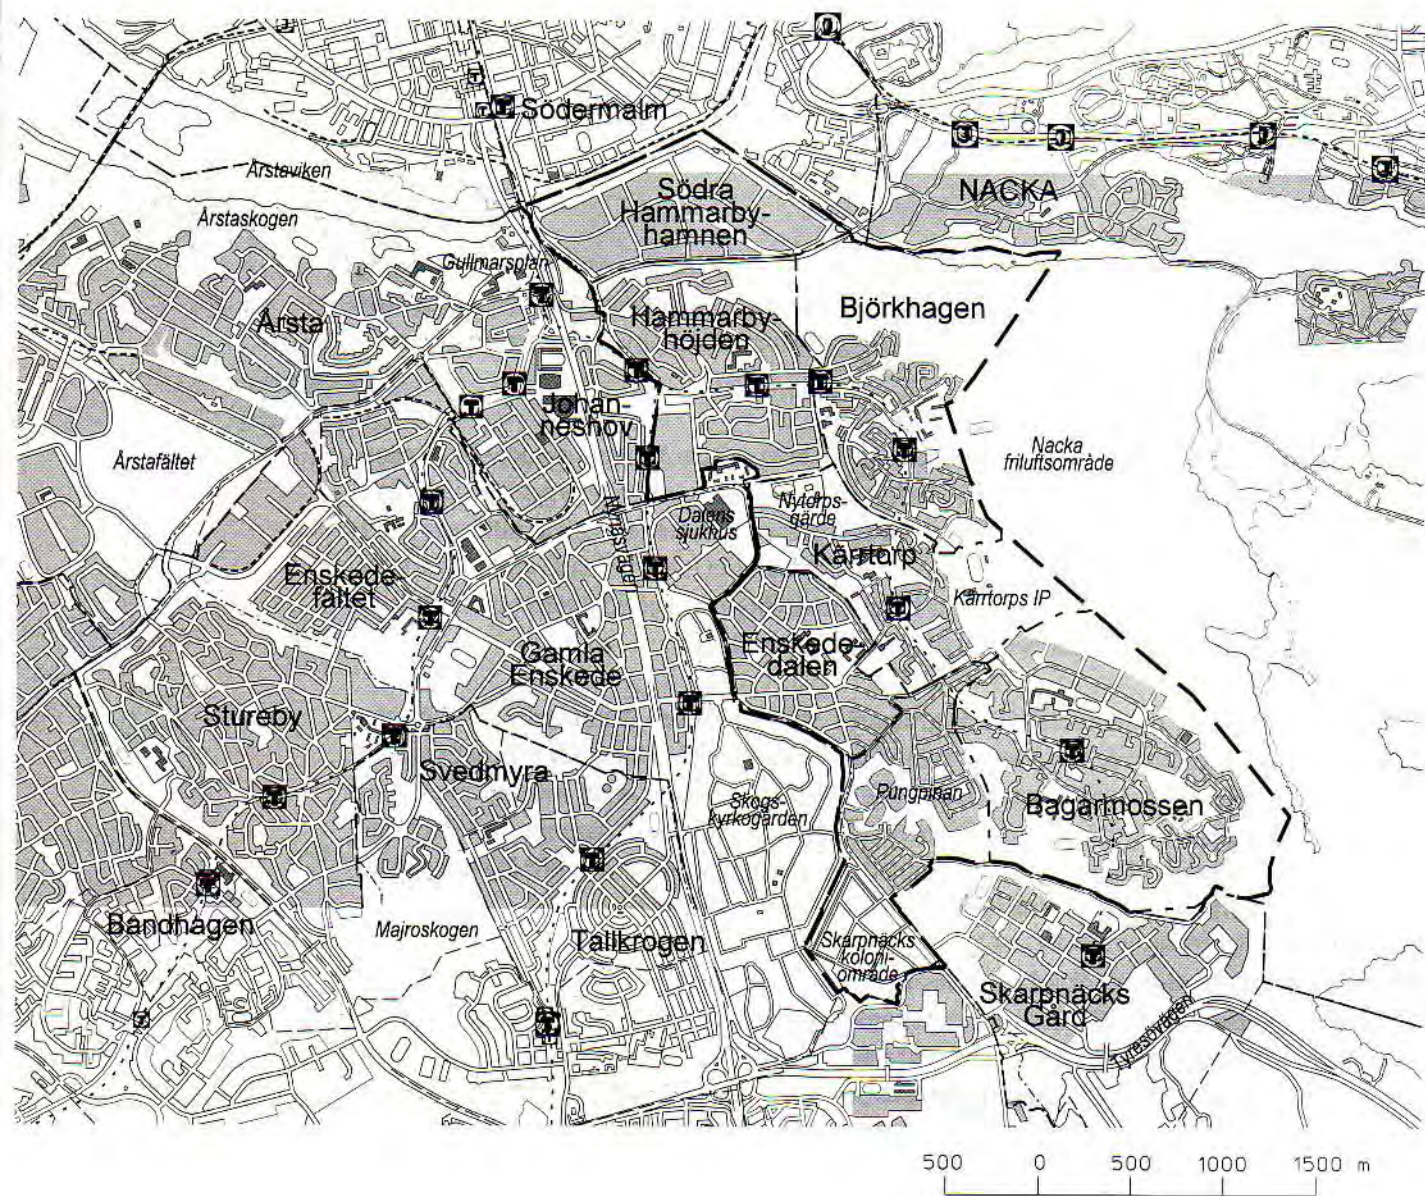 Södermalm
Årstaviken
Södra
Hammarby-
hamnen
NACKA
Årstaskogen
Gullmarsplan
Årsta
Hammarby-
höjden
Björkhagen
Johan-
neshov
Årstafältet
Nacka
friluftsområde
Nynäsvägen
Dalens
sjukhus
Nytorps-
gärde
Kärrtorp
Enskede-
fältet
Kärrtorps IP
Gamla
Enskede
Enskede-
dalen
Stureby
Svedmyra
Skogs-
kyrkogården
Pungpinan
Bagarmossen
Bandhagen
Majroskogen
Tallkrogen
Skarpnäcks
koloni-
område
Skarpnäcks
Gård
Tyresövägen
500 0 500 1000 1500 m